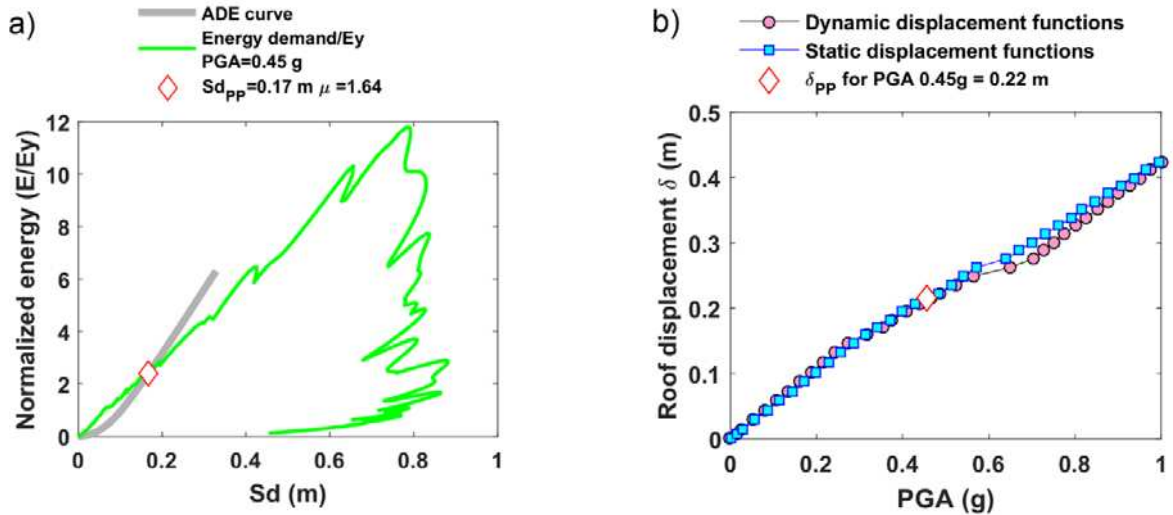 a)
ADE curve
Energy demand/Ey
PGA=0.45 g
Sd_PP=0.17 m μ =1.64
Normalized energy (E/Ey)
12
10
8
6
4
2
0
0
0.2
0.4
0.6
0.8
1
Sd (m)
b)
Dynamic displacement functions
Static displacement functions
δ_PP for PGA 0.45g = 0.22 m
Roof displacement δ (m)
0.5
0.4
0.3
0.2
0.1
0
0
0.2
0.4
0.6
0.8
1
PGA (g)